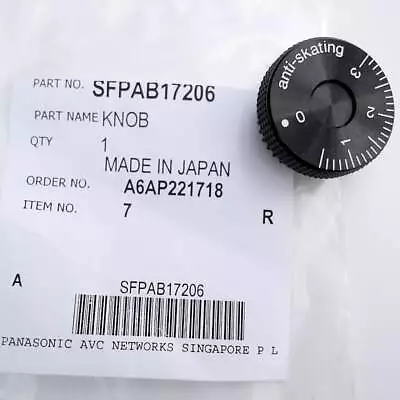 PART NO. SFPAB17206
PART NAME KNOB
QTY 1
MADE IN JAPAN
ORDER NO. A6AP221718
ITEM NO. 7 R
A SFPAB17206
PANASONIC AVC NETWORKS SINGAPORE P L
anti-skating
0
1
2
3